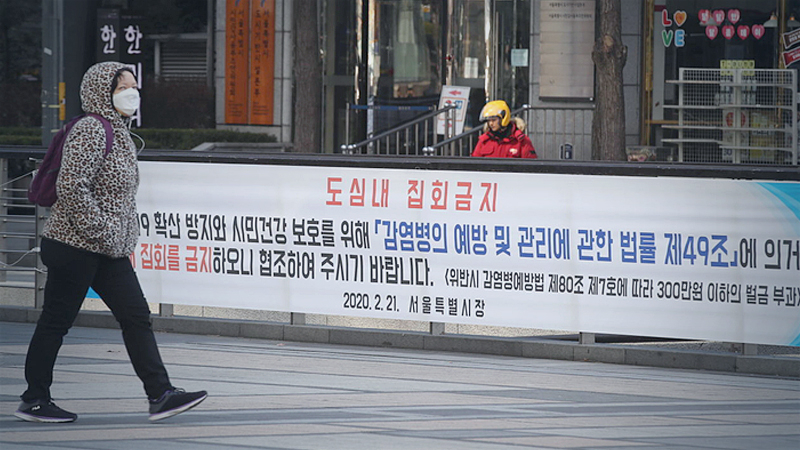 한
한
LOVE
도심내 집회금지
19 확산 방지와 시민건강 보호를 위해 「감염병의 예방 및 관리에 관한 법률 제49조」에 의거
집회를 금지하오니 협조하여 주시기 바랍니다. <위반시 감염병예방법 제80조 제7호에 따라 300만원 이하의 벌금 부과>
2020. 2. 21. 서울특별시장